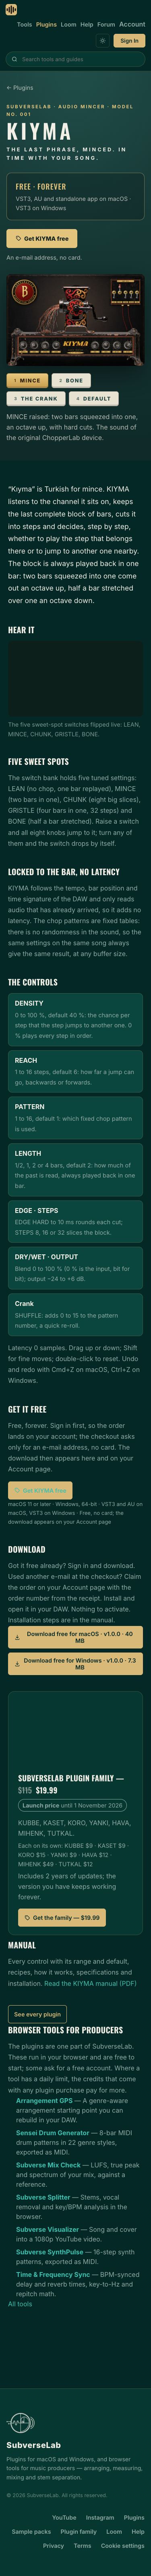 Tools Plugins Loom Help Forum Account
Sign In
Search tools and guides
← Plugins
SUBVERSELAB · AUDIO MINCER · MODEL
NO. 001
KIYMA
THE LAST PLAYBAR, MINCED. IN
TIME WITH YOUR SONG.
FREE · FOREVER
VST3, AU and standalone app on macOS ·
VST3 on Windows
Get KIYMA free
An e-mail address, no card.
KIYMA
1 MINCE
2 BONE
3 THE CRANK
4 DEFAULT
MINCE raised: two bars squeezed into one,
an octave up, with hard cuts. The sound of
the original ChopperLab device.
"Kıyma" is Turkish for mince. KIYMA
listens to the channel it sits on, keeps
the last complete block of bars, cuts it
into steps and decides, step by step,
whether to play the true step belongs
there or to jump to another one nearby.
The block is always played back in one
bar: two bars squeezed into one come
out an octave up, half a bar stretched
over one an octave down.
HEAR IT
The five sweet-spot switches flipped live: LEAN,
MINCE, CHUNK, GRISTLE, BONE.
FIVE SWEET SPOTS
The switch bank holds five tuned settings:
LEAN (no chop, one bar replayed), MINCE
(two bars in one), CHUNK (eight big slices),
GRISTLE (four bars in one, 32 steps) and
BONE (half a bar stretched). Raise a switch
and all eight knobs jump to it; turn any of
them and the switch drops by itself.
LOCKED TO THE BAR, NO LATENCY
KIYMA follows the tempo, bar position and
time signature of the DAW and only reads
audio that has already arrived, so it adds no
latency. The pattern choice is fixed and
there is no randomness in the sound, so the
same settings on the same song always
give the same result, at any buffer size.
THE CONTROLS
DENSITY
0 to 100 %, default 40 %: the chance per
step that the step jumps to another one. 0
% plays every step in order.
REACH
1 to 16 steps, default 6: how far a jump can
go, backwards or forwards.
PATTERN
1 to 16, default 1: which fixed chop pattern
is used.
LENGTH
1/2, 1, 2 or 4 bars, default 2: how much of
the past is read, always played back in one
bar.
EDGE · STEPS
EDGE HARD to 10 ms rounds each cut;
STEPS 8, 16 or 32 slices the block.
DRY/WET · OUTPUT
Blend 0 to 100 % (0 % is the input, bit for
bit); output −24 to +6 dB.
Crank
SHUFFLE: adds 0 to 15 to the pattern
number, a quick re-roll.
Latency 0 samples. Drag up or down; Shift
for fine moves; double-click to reset. Undo
and redo with Cmd+Z on macOS, Ctrl+Z on
Windows.
GET IT FREE
Free, forever. Sign in first, so the order
lands on your account; the checkout asks
only for an e-mail address, no card. The
download then appears here and on your
Account page.
Get KIYMA free
macOS 11 or later · Windows, 64-bit · VST3 and AU on
macOS, VST3 on Windows · Free, no card; the
download appears in your Account page
DOWNLOAD
Got it free already? Sign in and download.
Used another e-mail at the checkout? Claim
the order on your Account page with the
order number from the receipt. Install and
open it in your DAW. Nothing to activate.
Installation steps are in the manual.
Download free for macOS · v1.0.0 · 40
MB
Download free for Windows · v1.0.0 · 7.3
MB
SUBVERSELAB PLUGIN FAMILY —
$115 $19.99
Launch price until 1 November 2026
KUBBE, KASET, KORO, YANKI, HAVA,
MIHENK, TUTKAL.
Each on its own: KUBBE $9 · KASET $9 ·
KORO $15 · YANKI $9 · HAVA $12 ·
MIHENK $49 · TUTKAL $12
Includes 2 years of updates; the
version you have keeps working
forever.
Get the family — $19.99
MANUAL
Every control with its range and default,
recipes, how it works, specifications and
installation. Read the KIYMA manual (PDF)
See every plugin
BROWSER TOOLS FOR PRODUCERS
The plugins are one part of SubverseLab.
These run in your browser and are free to
start; some ask for a free account. Where a
tool has a daily limit, the credits that come
with any plugin purchase buy more.
Arrangement GPS — A genre-aware
arrangement starting point you can
rebuild in your DAW.
Sensei Drum Generator — 8-bar MIDI
drum patterns in 22 genre styles,
exported as MIDI.
Subverse Mix Check — LUFS, true peak
and spectrum of your mix, against a
reference.
Subverse Splitter — Stems, vocal
removal and key/BPM analysis in the
browser.
Subverse Visualizer — Song and cover
into a 1080p YouTube video.
Subverse SynthPulse — 16-step synth
patterns, exported as MIDI.
Time & Frequency Sync — BPM-synced
delay and reverb times, key-to-Hz and
repitch math.
All tools
SubverseLab
Plugins for macOS and Windows, and browser
tools for music producers — arranging, measuring,
mixing and stem separation.
© 2026 SubverseLab. All rights reserved.
YouTube Instagram Plugins
Sample packs Plugin family Loom Help
Privacy Terms Cookie settings